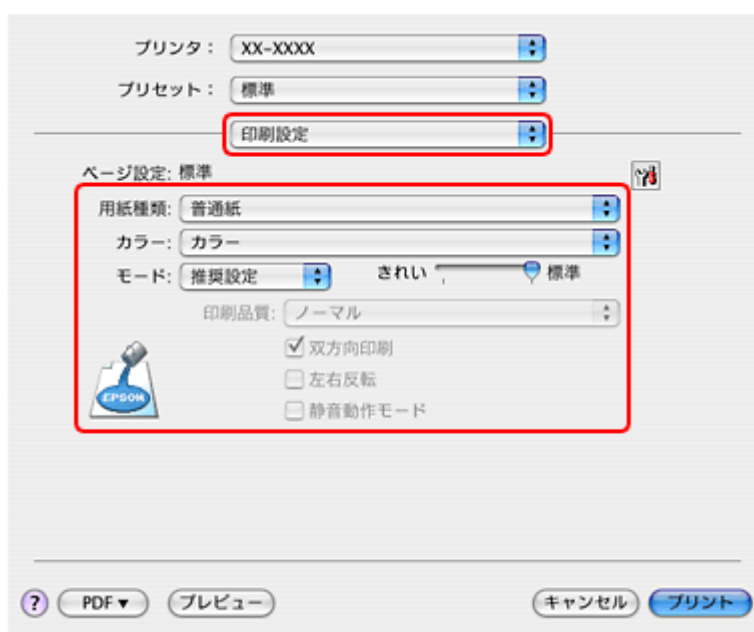 プリンタ： XX-XXXX
プリセット： 標準
印刷設定
ページ設定: 標準
用紙種類: 普通紙
カラー: カラー
モード: 推奨設定 きれい 標準
印刷品質: ノーマル
双方向印刷
左右反転
EPSON
静音動作モード
? PDF▼ プレビュー キャンセル プリント